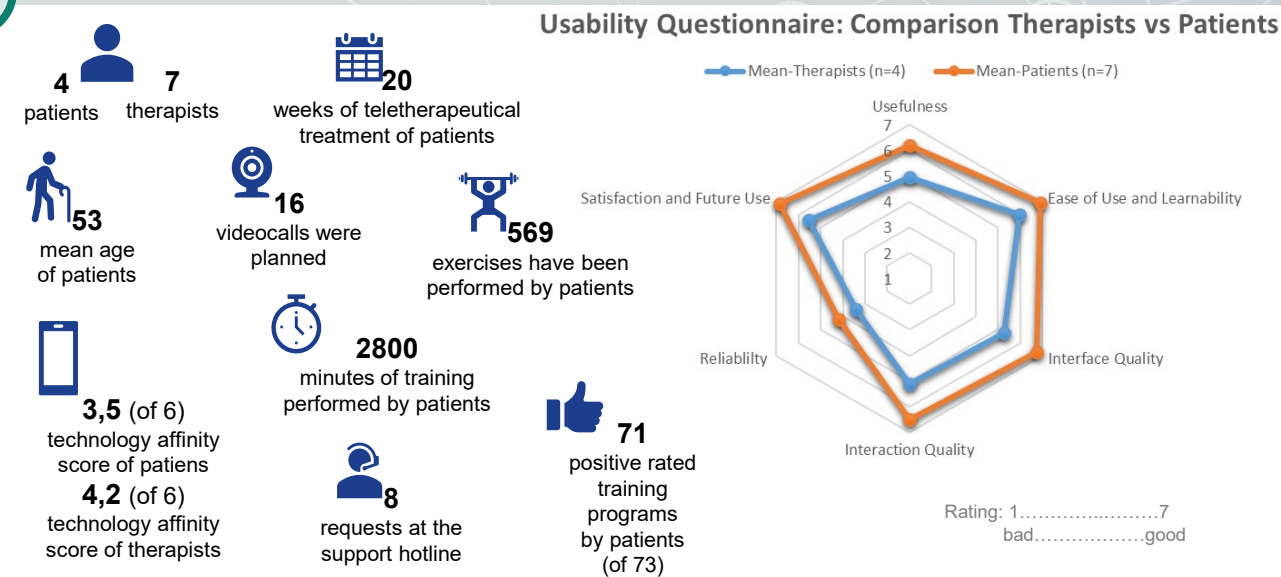 4
patients
7
therapists
20
weeks of teletherapeutical
treatment of patients
53
mean age
of patients
16
videocalls were
planned
569
exercises have been
performed by patients
2800
minutes of training
performed by patients
3,5 (of 6)
technology affinity
score of patiens
4,2 (of 6)
technology affinity
score of therapists
8
requests at the
support hotline
71
positive rated
training
programs
by patients
(of 73)
Usability Questionnaire: Comparison Therapists vs Patients
Mean-Therapists (n=4)
Mean-Patients (n=7)
Usefulness
7
6
5
4
3
2
1
Satisfaction and Future Use
Ease of Use and Learnability
Reliablilty
Interface Quality
Interaction Quality
Rating: 1…………..………7
bad………………good